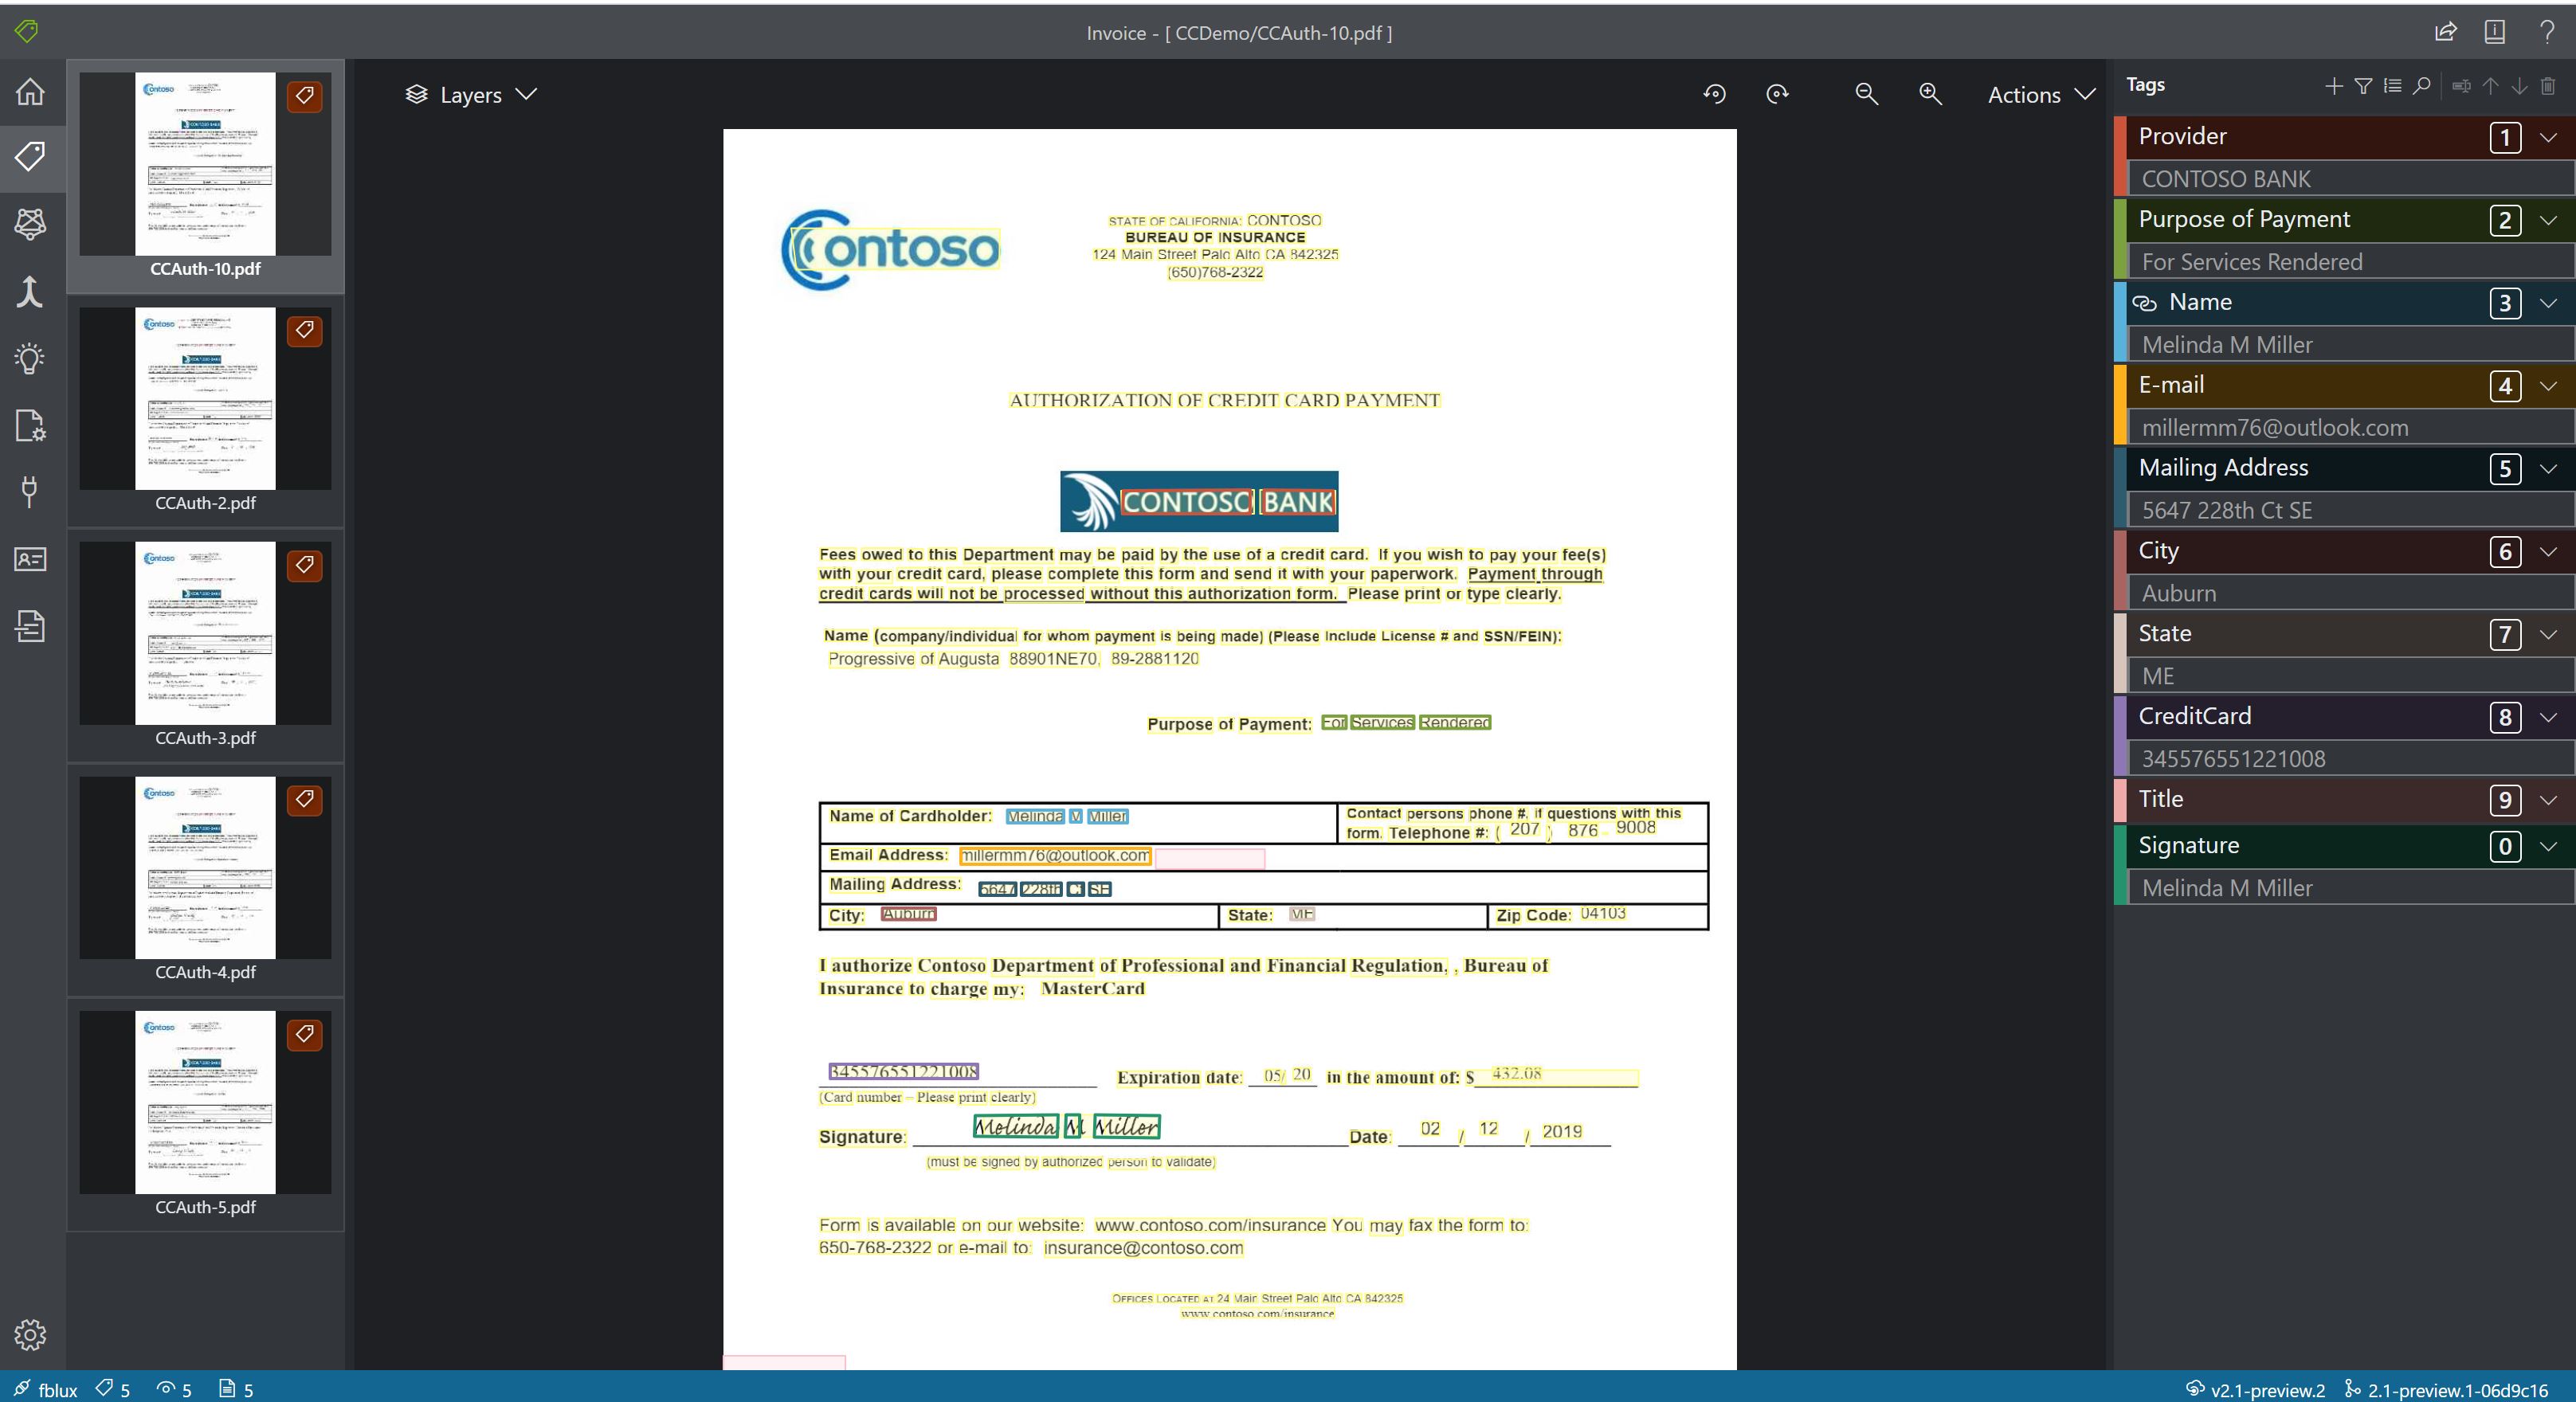 Invoice - [ CCDemo/CCAuth-10.pdf ]
CCAuth-10.pdf
CCAuth-2.pdf
CCAuth-3.pdf
CCAuth-4.pdf
CCAuth-5.pdf
Layers
Actions
Contoso
STATE OF CALIFORNIA: CONTOSO
BUREAU OF INSURANCE
124 Main Street Palo Alto CA 842325
(650)768-2322
AUTHORIZATION OF CREDIT CARD PAYMENT
CONTOSO BANK
Fees owed to this Department may be paid by the use of a credit card. If you wish to pay your fee(s)
with your credit card, please complete this form and send it with your paperwork. Payment through
credit cards will not be processed without this authorization form. Please print or type clearly.
Name (company/individual for whom payment is being made) (Please Include License # and SSN/FEIN):
Progressive of Augusta 88901NE70, 89-2881120
Purpose of Payment: For Services Rendered
Name of Cardholder: Melinda M Miller
Contact persons phone #, if questions with this
form. Telephone #: ( 207 ) 876 - 9008
Email Address: millermm76@outlook.com
Mailing Address: 5647 228th Ct SE
City: Auburn State: ME Zip Code: 04103
I authorize Contoso Department of Professional and Financial Regulation, , Bureau of
Insurance to charge my: MasterCard
345576551221008 Expiration date: 05/ 20 in the amount of: $ 432.08
(Card number – Please print clearly)
Signature: Melinda M Miller Date: 02 / 12 / 2019
(must be signed by authorized person to validate)
Form is available on our website: www.contoso.com/insurance You may fax the form to:
650-768-2322 or e-mail to: insurance@contoso.com
OFFICES LOCATED AT 24 Main Street Palo Alto CA 842325
www.contoso.com/insurance
Tags
Provider 1
CONTOSO BANK
Purpose of Payment 2
For Services Rendered
Name 3
Melinda M Miller
E-mail 4
millermm76@outlook.com
Mailing Address 5
5647 228th Ct SE
City 6
Auburn
State 7
ME
CreditCard 8
345576551221008
Title 9
Signature 0
Melinda M Miller
fblux 5 5 5
v2.1-preview.2 2.1-preview.1-06d9c16